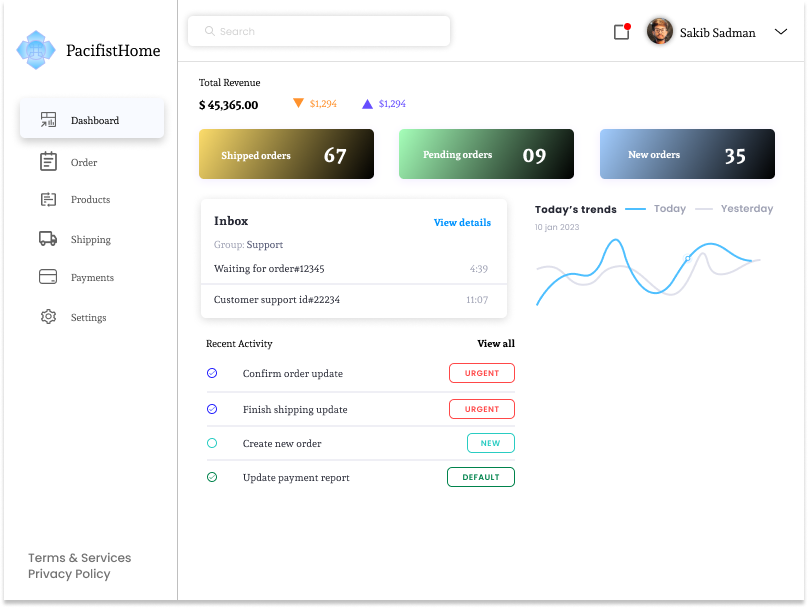 PacifistHome
Search
Sakib Sadman
Dashboard
Order
Products
Shipping
Payments
Settings
Terms & Services
Privacy Policy
Total Revenue
$ 45,365.00
$1,294
$1,294
Shipped orders 67
Pending orders 09
New orders 35
Inbox View details
Group: Support
Waiting for order#12345 4:39
Customer support id#22234 11:07
Today's trends Today Yesterday
10 jan 2023
Recent Activity View all
Confirm order update URGENT
Finish shipping update URGENT
Create new order NEW
Update payment report DEFAULT